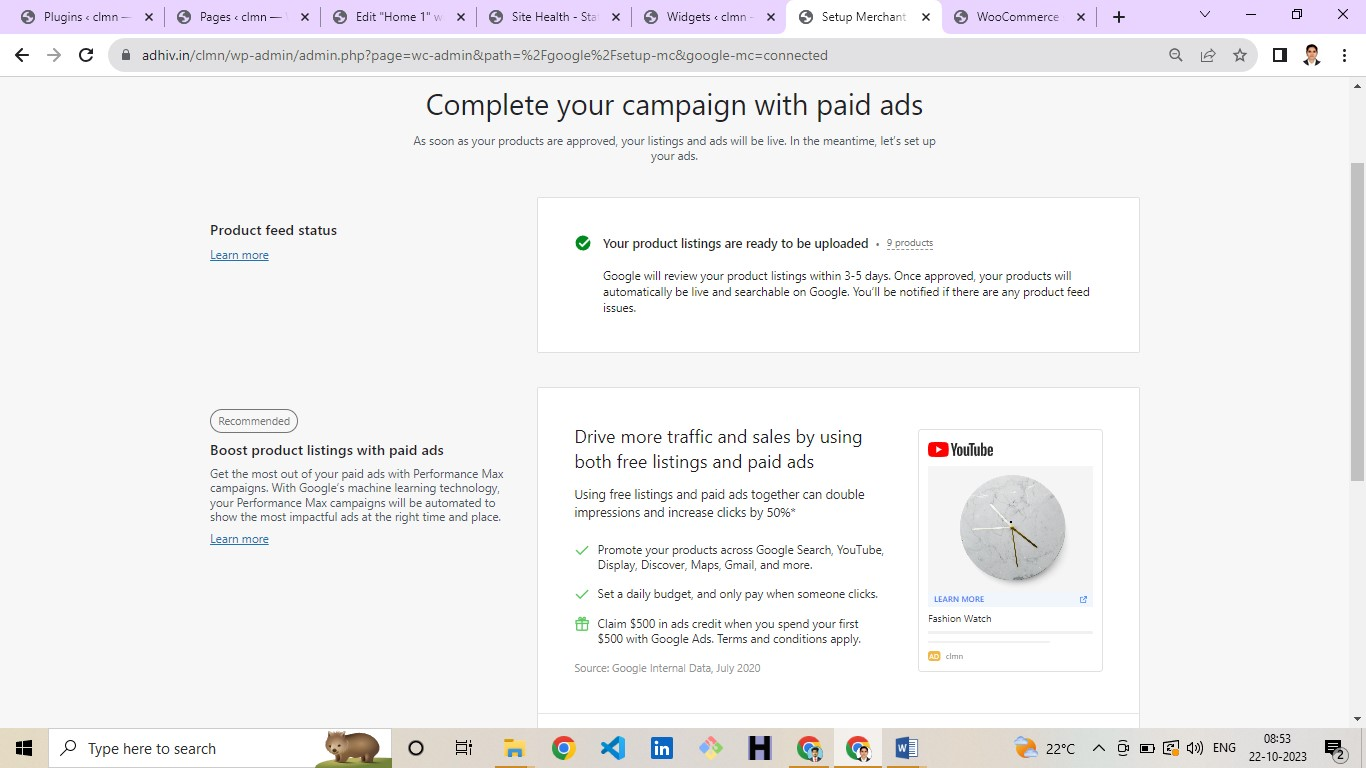 Plugins ‹ clmn —
Pages ‹ clmn —
Edit "Home 1" w
Site Health - Sta
Widgets ‹ clmn -
Setup Merchant
WooCommerce
adhiv.in/clmn/wp-admin/admin.php?page=wc-admin&path=%2Fgoogle%2Fsetup-mc&google-mc=connected
Complete your campaign with paid ads
As soon as your products are approved, your listings and ads will be live. In the meantime, let's set up
your ads.
Product feed status
Learn more
Your product listings are ready to be uploaded • 9 products
Google will review your product listings within 3-5 days. Once approved, your products will
automatically be live and searchable on Google. You'll be notified if there are any product feed
issues.
Recommended
Boost product listings with paid ads
Get the most out of your paid ads with Performance Max
campaigns. With Google's machine learning technology,
your Performance Max campaigns will be automated to
show the most impactful ads at the right time and place.
Learn more
Drive more traffic and sales by using
both free listings and paid ads
Using free listings and paid ads together can double
impressions and increase clicks by 50%*
Promote your products across Google Search, YouTube,
Display, Discover, Maps, Gmail, and more.
Set a daily budget, and only pay when someone clicks.
Claim $500 in ads credit when you spend your first
$500 with Google Ads. Terms and conditions apply.
Source: Google Internal Data, July 2020
YouTube
LEARN MORE
Fashion Watch
AD clmn
Type here to search
22°C
ENG
08:53
22-10-2023
2